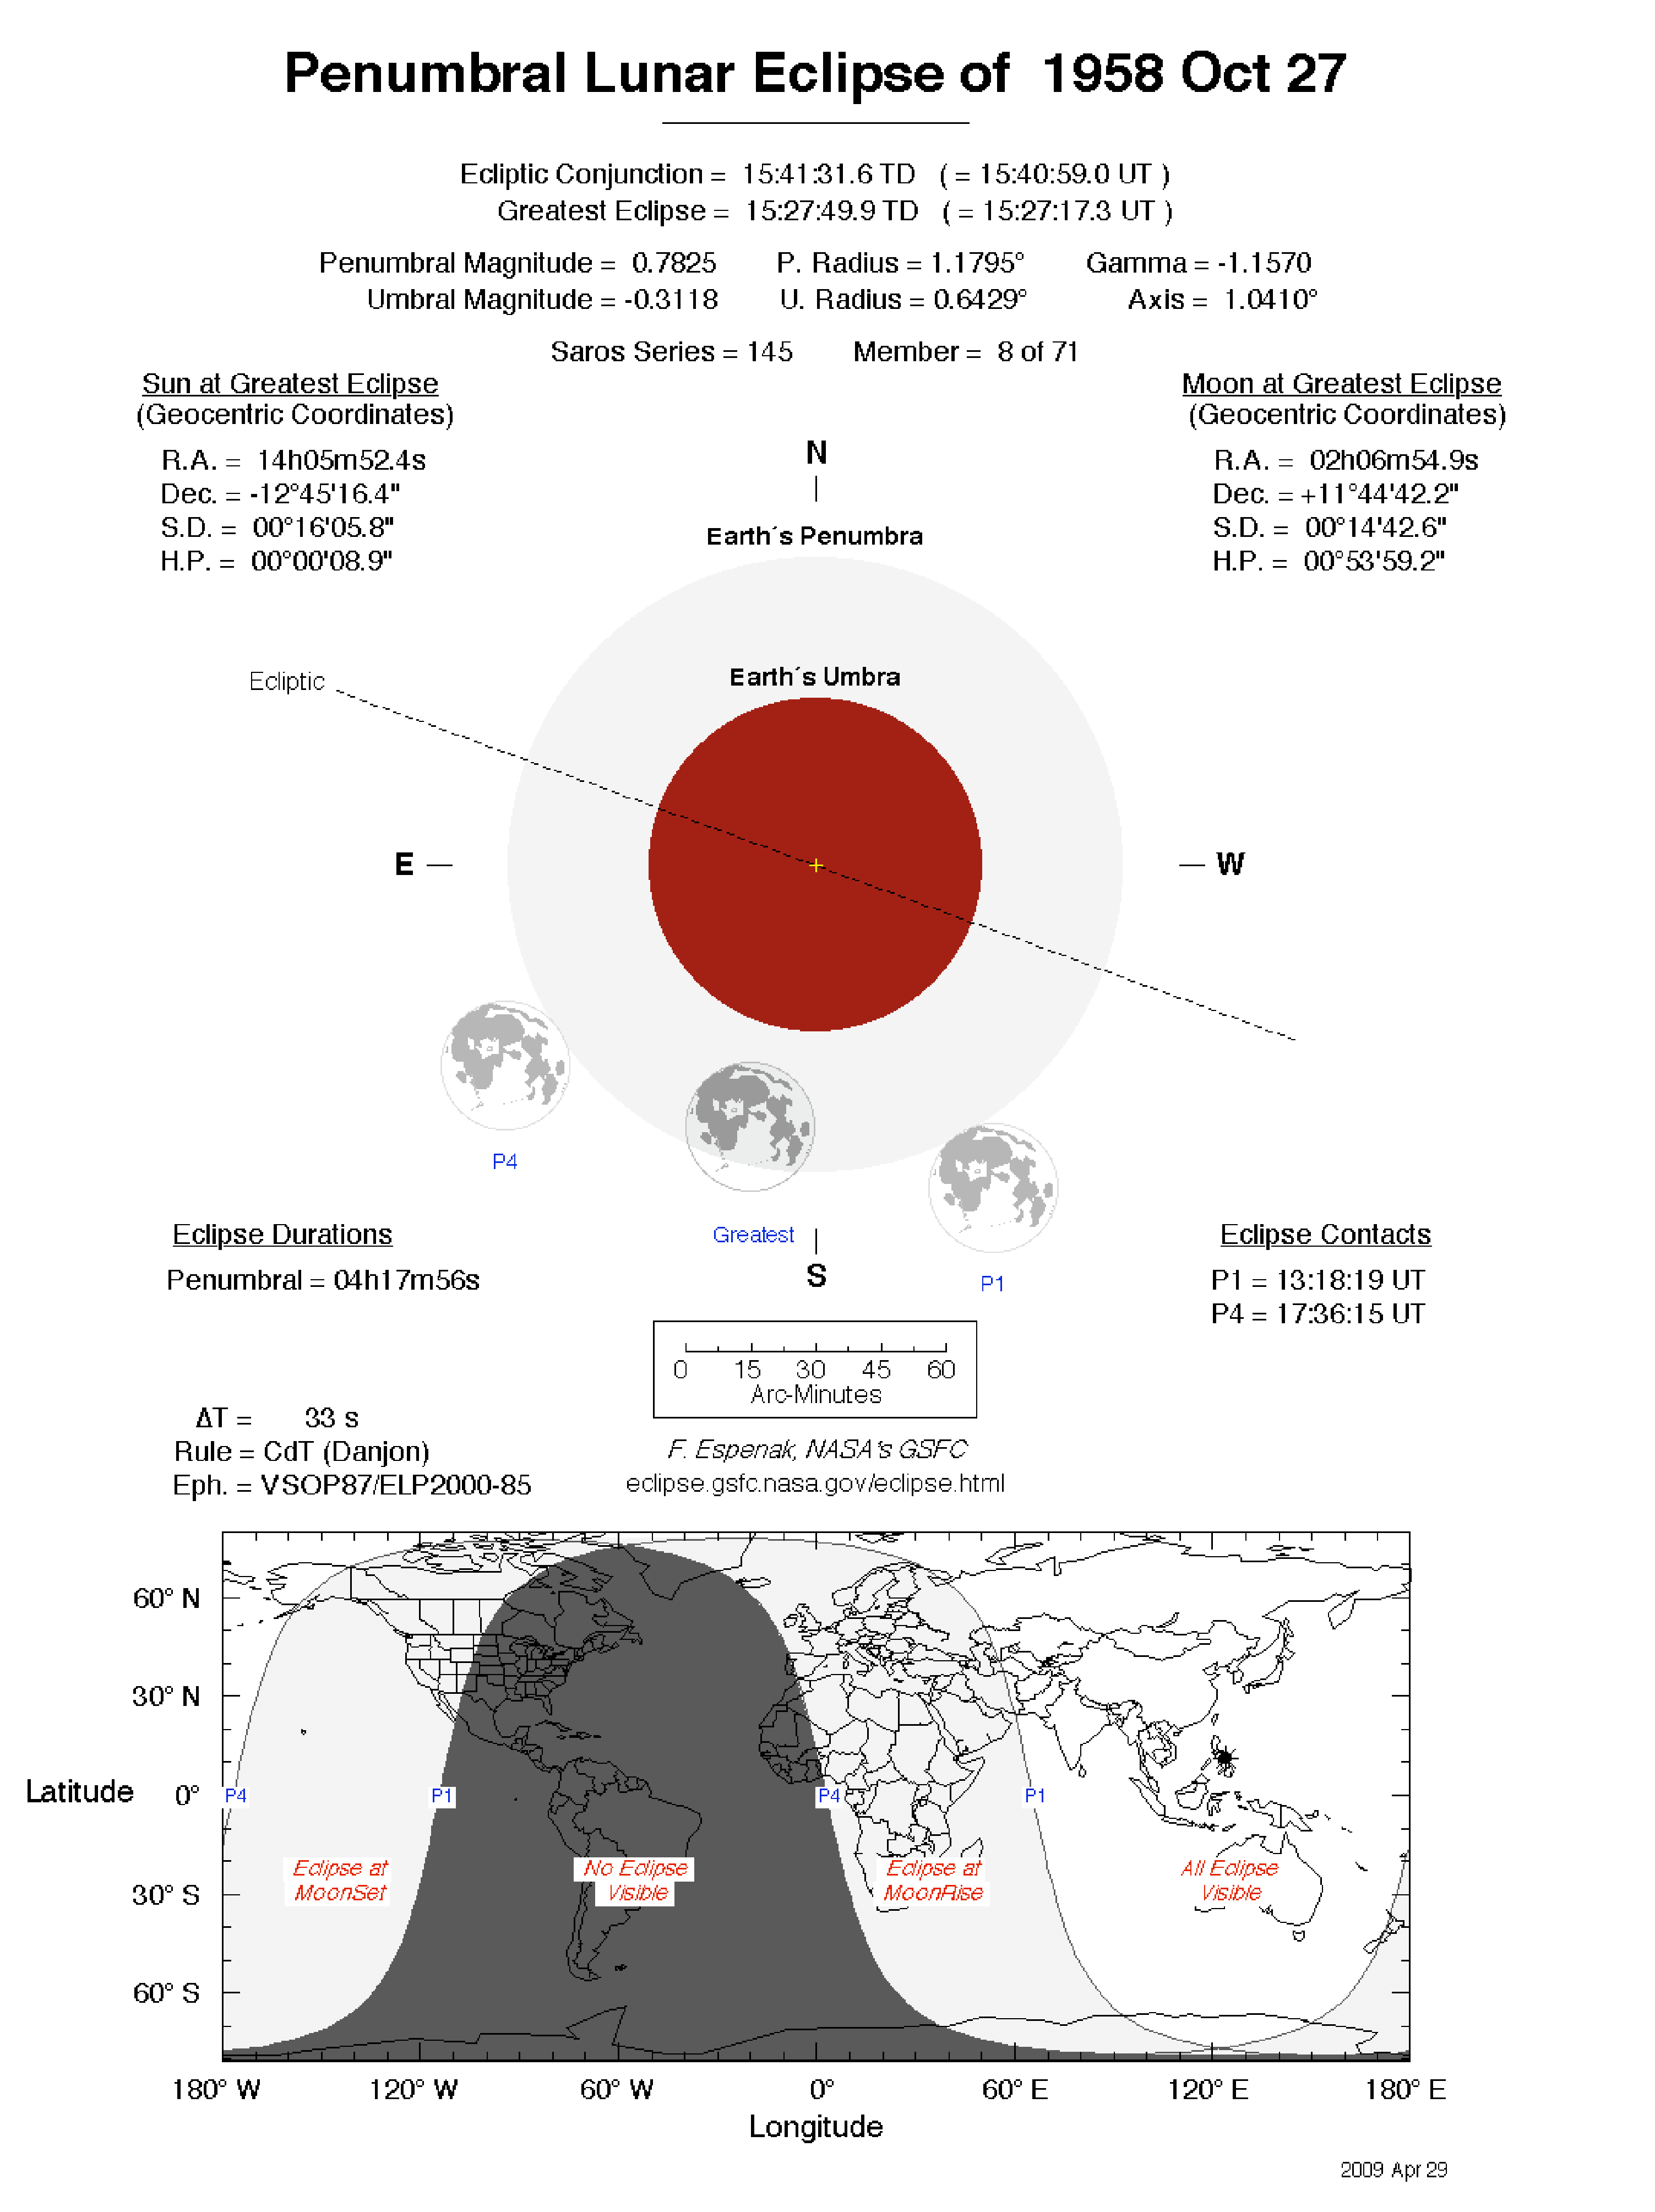 Penumbral Lunar Eclipse of 1958 Oct 27
Ecliptic Conjunction = 15:41:31.6 TD ( = 15:40:59.0 UT )
Greatest Eclipse = 15:27:49.9 TD ( = 15:27:17.3 UT )
Penumbral Magnitude = 0.7825 P. Radius = 1.1795° Gamma = -1.1570
Umbral Magnitude = -0.3118 U. Radius = 0.6429° Axis = 1.0410°
Saros Series = 145 Member = 8 of 71
Sun at Greatest Eclipse
(Geocentric Coordinates)
R.A. = 14h05m52.4s
Dec. = -12°45'16.4"
S.D. = 00°16'05.8"
H.P. = 00°00'08.9"
Moon at Greatest Eclipse
(Geocentric Coordinates)
R.A. = 02h06m54.9s
Dec. = +11°44'42.2"
S.D. = 00°14'42.6"
H.P. = 00°53'59.2"
N
Earth´s Penumbra
Earth´s Umbra
Ecliptic
E
W
P4
Greatest
S
P1
Eclipse Durations
Penumbral = 04h17m56s
Eclipse Contacts
P1 = 13:18:19 UT
P4 = 17:36:15 UT
0 15 30 45 60
Arc-Minutes
ΔT = 33 s
Rule = CdT (Danjon)
Eph. = VSOP87/ELP2000-85
F. Espenak, NASA's GSFC
eclipse.gsfc.nasa.gov/eclipse.html
60° N
30° N
Latitude 0°
30° S
60° S
P4 P1 P4 P1
Eclipse at
MoonSet
No Eclipse
Visible
Eclipse at
MoonRise
All Eclipse
Visible
180° W 120° W 60° W 0° 60° E 120° E 180° E
Longitude
2009 Apr 29